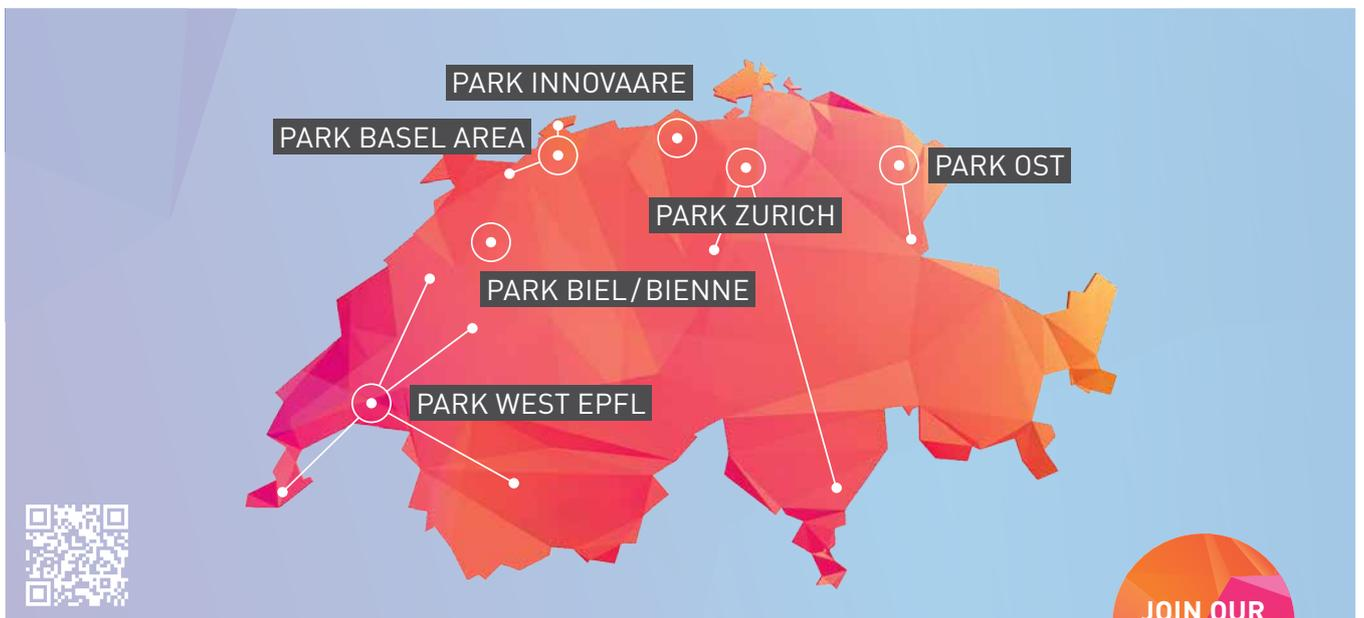 PARK INNOVAARE
PARK BASEL AREA
PARK OST
PARK ZURICH
PARK BIEL/BIENNE
PARK WEST EPFL
JOIN OUR